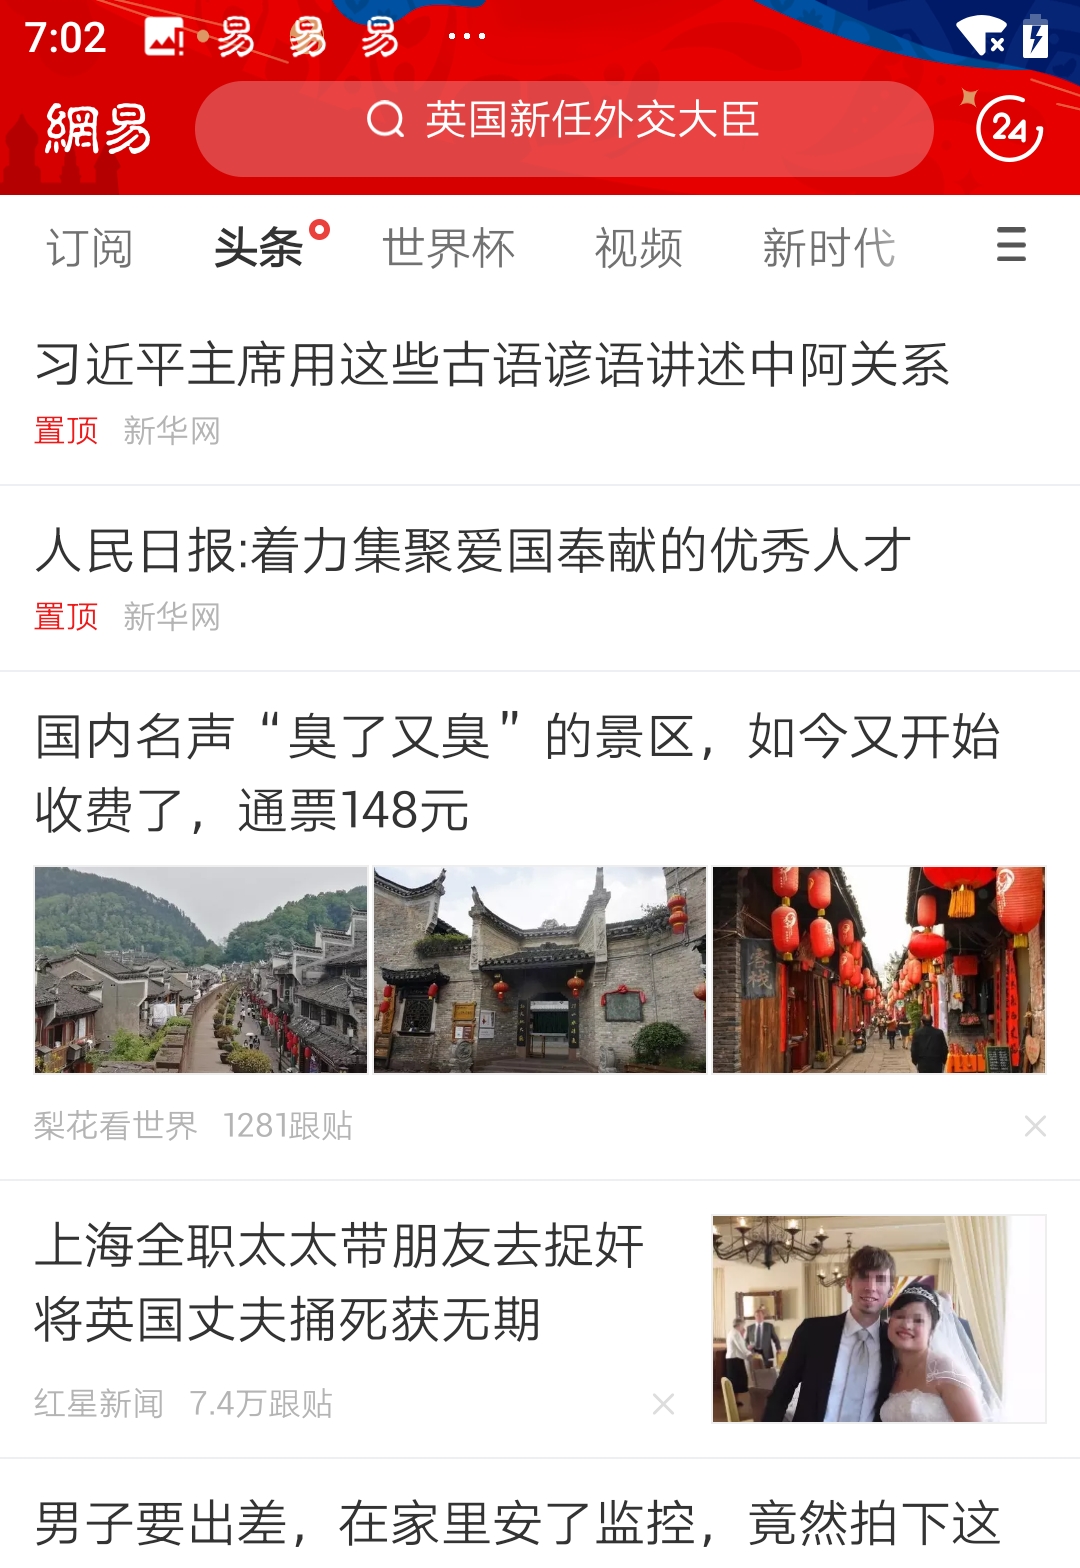 7:02
網易
英国新任外交大臣
24
订阅 头条 世界杯 视频 新时代
习近平主席用这些古语谚语讲述中阿关系
置顶 新华网
人民日报:着力集聚爱国奉献的优秀人才
置顶 新华网
国内名声“臭了又臭”的景区，如今又开始
收费了，通票148元
梨花看世界 1281跟贴
上海全职太太带朋友去捉奸
将英国丈夫捅死获无期
红星新闻 7.4万跟贴
男子要出差，在家里安了监控，竟然拍下这